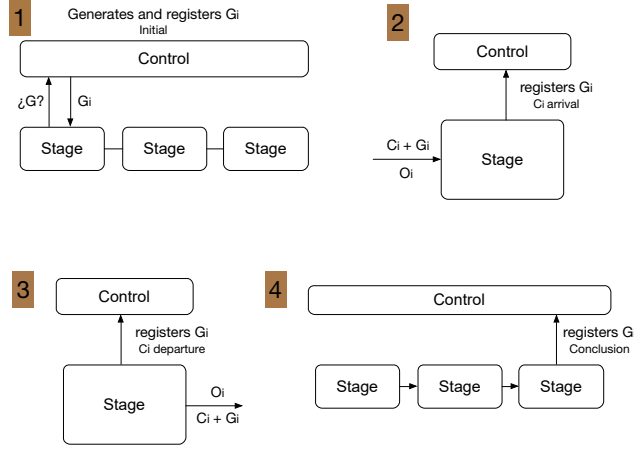 1
Generates and registers Gi
Initial
Control
¿G?
Gi
Stage
Stage
Stage
2
Control
registers Gi
Ci arrival
Ci + Gi
Oi
Stage
3
Control
registers Gi
Ci departure
Stage
Oi
Ci + Gi
4
Control
registers G
Conclusion
Stage
Stage
Stage